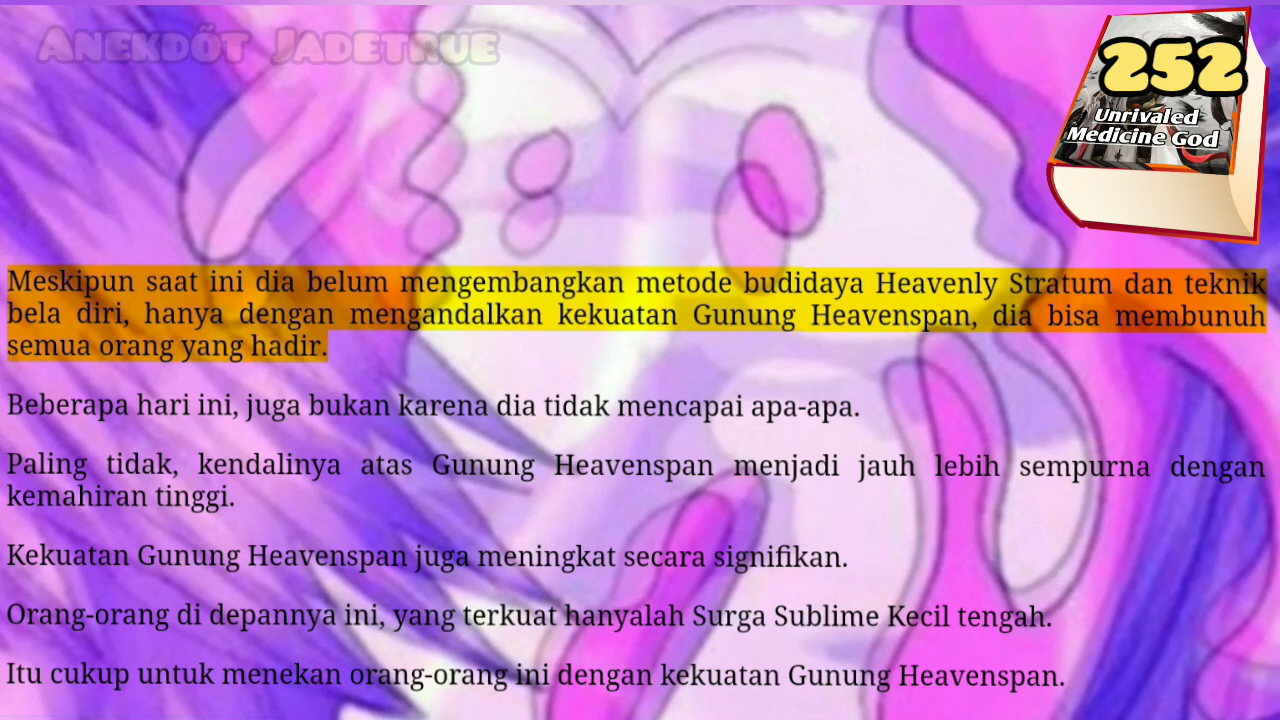 Anekdõt Jadetrue
252
Unrivaled
Medicine God
Meskipun saat ini dia belum mengembangkan metode budidaya Heavenly Stratum dan teknik
bela diri, hanya dengan mengandalkan kekuatan Gunung Heavenspan, dia bisa membunuh
semua orang yang hadir.
Beberapa hari ini, juga bukan karena dia tidak mencapai apa-apa.
Paling tidak, kendalinya atas Gunung Heavenspan menjadi jauh lebih sempurna dengan
kemahiran tinggi.
Kekuatan Gunung Heavenspan juga meningkat secara signifikan.
Orang-orang di depannya ini, yang terkuat hanyalah Surga Sublime Kecil tengah.
Itu cukup untuk menekan orang-orang ini dengan kekuatan Gunung Heavenspan.